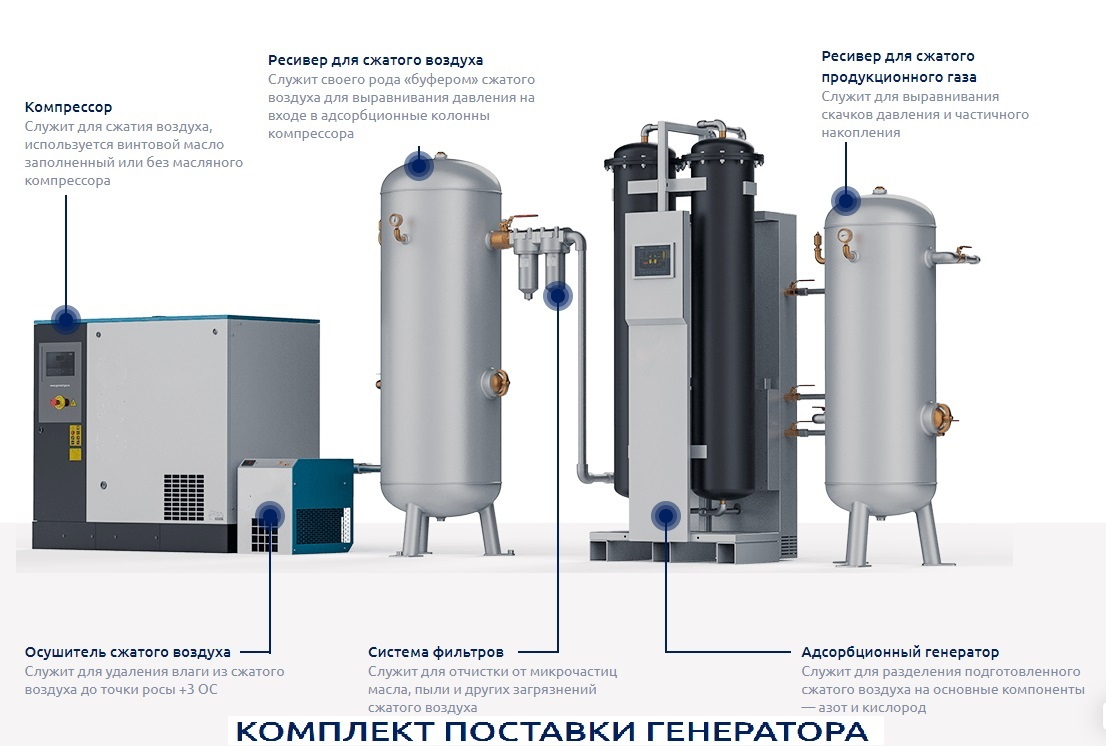 Ресивер для сжатого воздуха
Служит своего рода «буфером» сжатого
воздуха для выравнивания давления на
входе в адсорбционные колонны
компрессора
Ресивер для сжатого
продукционного газа
Служит для выравнивания
скачков давления и частичного
накопления
Компрессор
Служит для сжатия воздуха,
используется винтовой масло
заполненный или без масляного
компрессора
Осушитель сжатого воздуха
Служит для удаления влаги из сжатого
воздуха до точки росы +3 ОС
Система фильтров
Служит для отчистки от микрочастиц
масла, пыли и других загрязнений
сжатого воздуха
Адсорбционный генератор
Служит для разделения подготовленного
сжатого воздуха на основные компоненты
— азот и кислород
КОМПЛЕКТ ПОСТАВКИ ГЕНЕРАТОРА